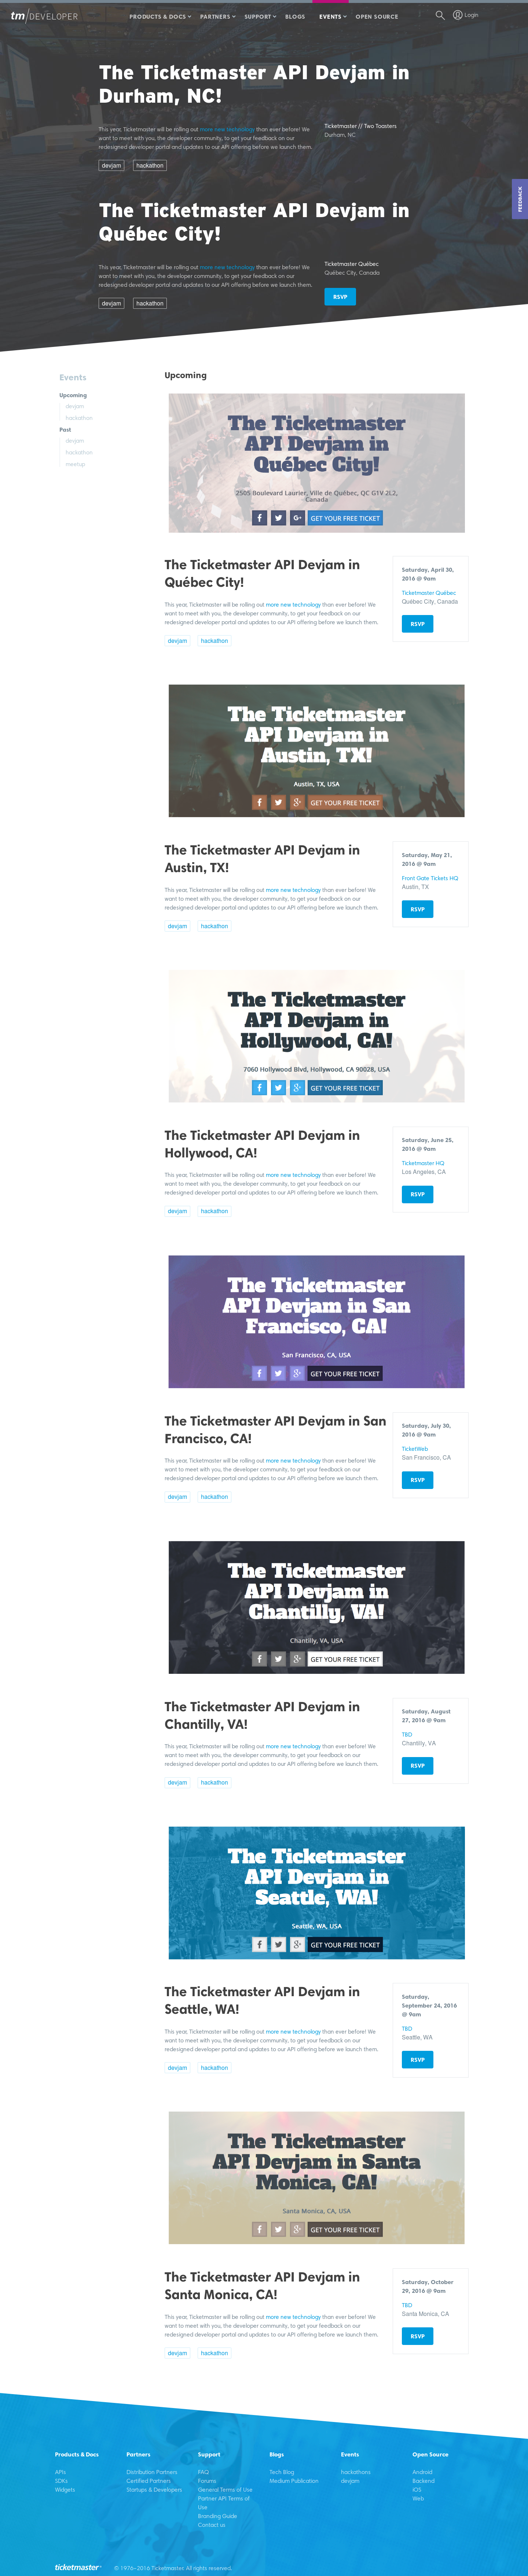 tm/DEVELOPER
PRODUCTS & DOCS PARTNERS SUPPORT BLOGS EVENTS OPEN SOURCE Login
The Ticketmaster API Devjam in
Durham, NC!
This year, Ticketmaster will be rolling out more new technology than ever before! We
want to meet with you, the developer community, to get your feedback on our
redesigned developer portal and updates to our API offering before we launch them.
devjam hackathon
Ticketmaster // Two Toasters
Durham, NC
FEEDBACK
The Ticketmaster API Devjam in
Québec City!
This year, Ticketmaster will be rolling out more new technology than ever before! We
want to meet with you, the developer community, to get your feedback on our
redesigned developer portal and updates to our API offering before we launch them.
devjam hackathon
Ticketmaster Québec
Québec City, Canada
RSVP
Events
Upcoming
devjam
hackathon
Past
devjam
hackathon
meetup
Upcoming
The Ticketmaster
API Devjam in
Québec City!
2505 Boulevard Laurier, Ville de Québec, QC G1V 2L2,
Canada
GET YOUR FREE TICKET
The Ticketmaster API Devjam in
Québec City!
This year, Ticketmaster will be rolling out more new technology than ever before! We
want to meet with you, the developer community, to get your feedback on our
redesigned developer portal and updates to our API offering before we launch them.
devjam hackathon
Saturday, April 30,
2016 @ 9am
Ticketmaster Québec
Québec City, Canada
RSVP
The Ticketmaster
API Devjam in
Austin, TX!
Austin, TX, USA
GET YOUR FREE TICKET
The Ticketmaster API Devjam in
Austin, TX!
This year, Ticketmaster will be rolling out more new technology than ever before! We
want to meet with you, the developer community, to get your feedback on our
redesigned developer portal and updates to our API offering before we launch them.
devjam hackathon
Saturday, May 21,
2016 @ 9am
Front Gate Tickets HQ
Austin, TX
RSVP
The Ticketmaster
API Devjam in
Hollywood, CA!
7060 Hollywood Blvd, Hollywood, CA 90028, USA
GET YOUR FREE TICKET
The Ticketmaster API Devjam in
Hollywood, CA!
This year, Ticketmaster will be rolling out more new technology than ever before! We
want to meet with you, the developer community, to get your feedback on our
redesigned developer portal and updates to our API offering before we launch them.
devjam hackathon
Saturday, June 25,
2016 @ 9am
Ticketmaster HQ
Los Angeles, CA
RSVP
The Ticketmaster
API Devjam in San
Francisco, CA!
San Francisco, CA, USA
GET YOUR FREE TICKET
The Ticketmaster API Devjam in San
Francisco, CA!
This year, Ticketmaster will be rolling out more new technology than ever before! We
want to meet with you, the developer community, to get your feedback on our
redesigned developer portal and updates to our API offering before we launch them.
devjam hackathon
Saturday, July 30,
2016 @ 9am
TicketWeb
San Francisco, CA
RSVP
The Ticketmaster
API Devjam in
Chantilly, VA!
Chantilly, VA, USA
GET YOUR FREE TICKET
The Ticketmaster API Devjam in
Chantilly, VA!
This year, Ticketmaster will be rolling out more new technology than ever before! We
want to meet with you, the developer community, to get your feedback on our
redesigned developer portal and updates to our API offering before we launch them.
devjam hackathon
Saturday, August
27, 2016 @ 9am
TBD
Chantilly, VA
RSVP
The Ticketmaster
API Devjam in
Seattle, WA!
Seattle, WA, USA
GET YOUR FREE TICKET
The Ticketmaster API Devjam in
Seattle, WA!
This year, Ticketmaster will be rolling out more new technology than ever before! We
want to meet with you, the developer community, to get your feedback on our
redesigned developer portal and updates to our API offering before we launch them.
devjam hackathon
Saturday,
September 24, 2016
@ 9am
TBD
Seattle, WA
RSVP
The Ticketmaster
API Devjam in Santa
Monica, CA!
Santa Monica, CA, USA
GET YOUR FREE TICKET
The Ticketmaster API Devjam in
Santa Monica, CA!
This year, Ticketmaster will be rolling out more new technology than ever before! We
want to meet with you, the developer community, to get your feedback on our
redesigned developer portal and updates to our API offering before we launch them.
devjam hackathon
Saturday, October
29, 2016 @ 9am
TBD
Santa Monica, CA
RSVP
Products & Docs
APIs
SDKs
Widgets
Partners
Distribution Partners
Certified Partners
Startups & Developers
Support
FAQ
Forums
General Terms of Use
Partner API Terms of
Use
Branding Guide
Contact us
Blogs
Tech Blog
Medium Publication
Events
hackathons
devjam
Open Source
Android
Backend
iOS
Web
ticketmaster © 1976–2016 Ticketmaster. All rights reserved.